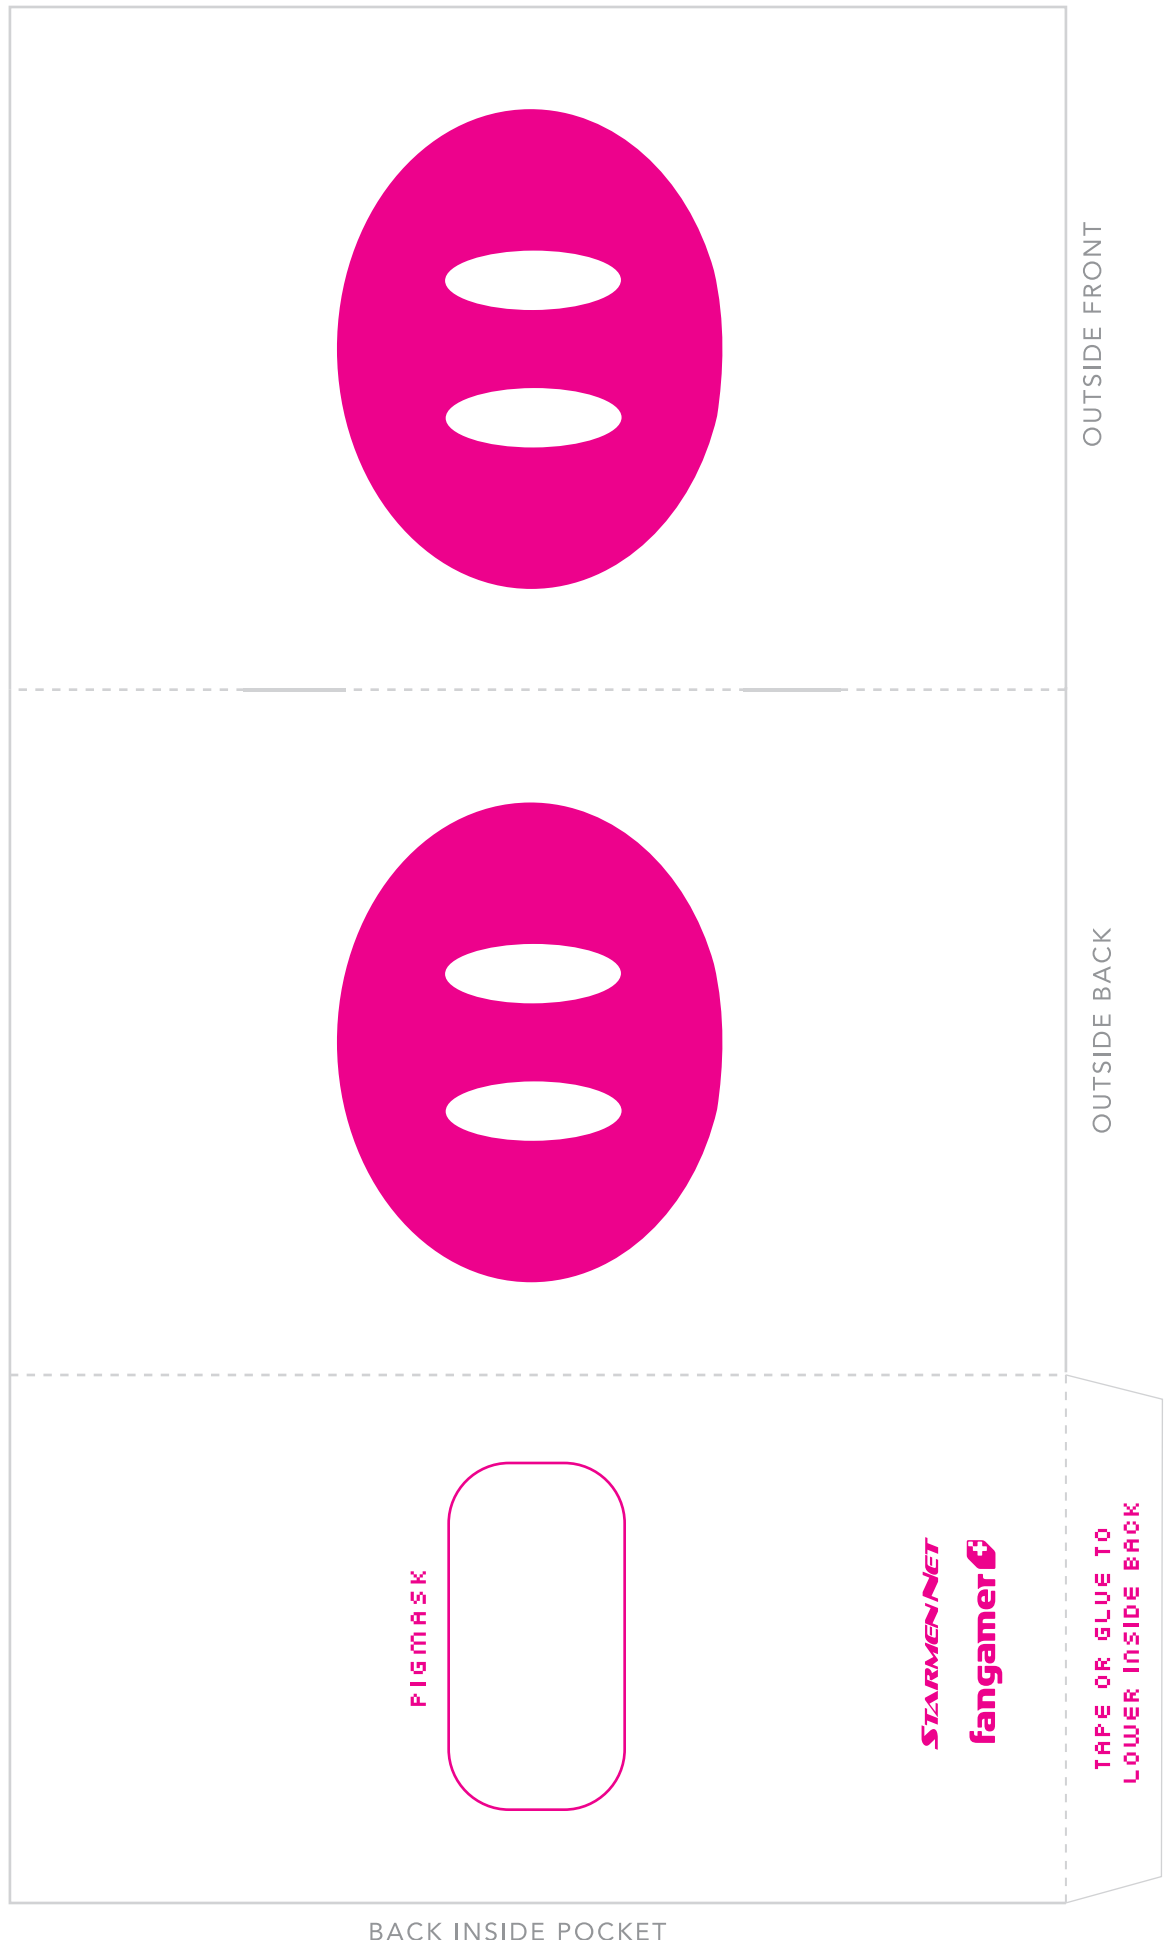 OUTSIDE FRONT
OUTSIDE BACK
PIGMASK
STARMEN.NET
fangamer
TAPE OR GLUE TO
LOWER INSIDE BACK
BACK INSIDE POCKET